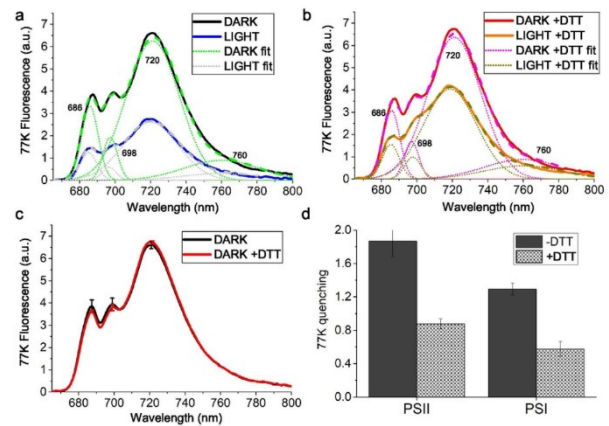 a
DARK
LIGHT
DARK fit
LIGHT fit
77K Fluorescence (a.u.)
7
6
5
4
3
2
1
0
686
698
720
760
680 700 720 740 760 780 800
Wavelength (nm)
b
DARK +DTT
LIGHT +DTT
DARK +DTT fit
LIGHT +DTT fit
77K Fluorescence (a.u.)
8
7
6
5
4
3
2
1
0
686
698
720
760
680 700 720 740 760 780 800
Wavelength (nm)
c
DARK
DARK +DTT
77K Fluorescence (a.u.)
7
6
5
4
3
2
1
0
680 700 720 740 760 780 800
Wavelength (nm)
d
-DTT
+DTT
77K quenching
2.0
1.6
1.2
0.8
0.4
0.0
PSII PSI